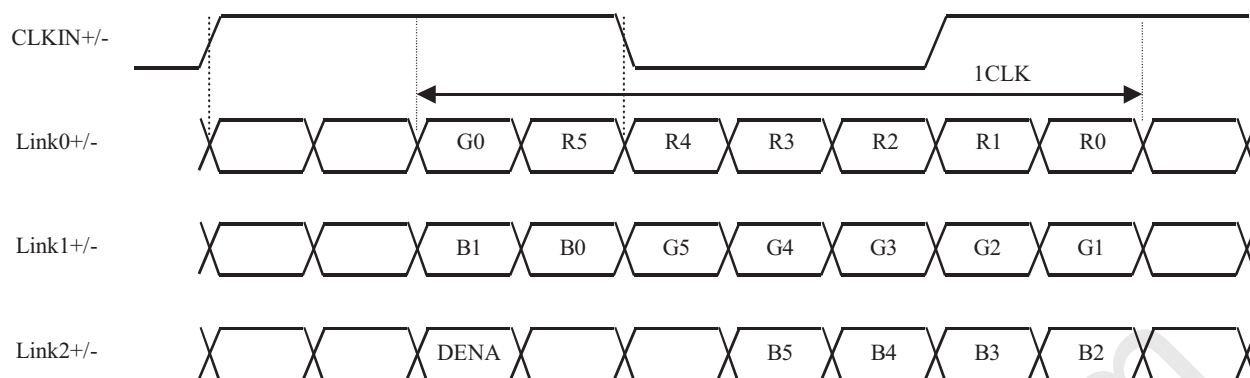 CLKIN+/-
1CLK
Link0+/- G0 R5 R4 R3 R2 R1 R0
Link1+/- B1 B0 G5 G4 G3 G2 G1
Link2+/- DENA B5 B4 B3 B2